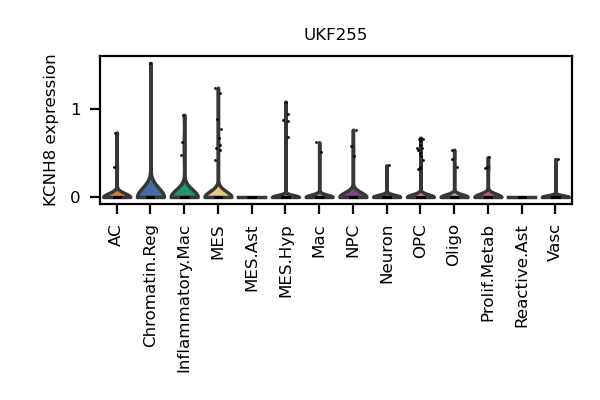 UKF255
KCNH8 expression
1
0
AC
Chromatin.Reg
Inflammatory.Mac
MES
MES.Ast
MES.Hyp
Mac
NPC
Neuron
OPC
Oligo
Prolif.Metab
Reactive.Ast
Vasc